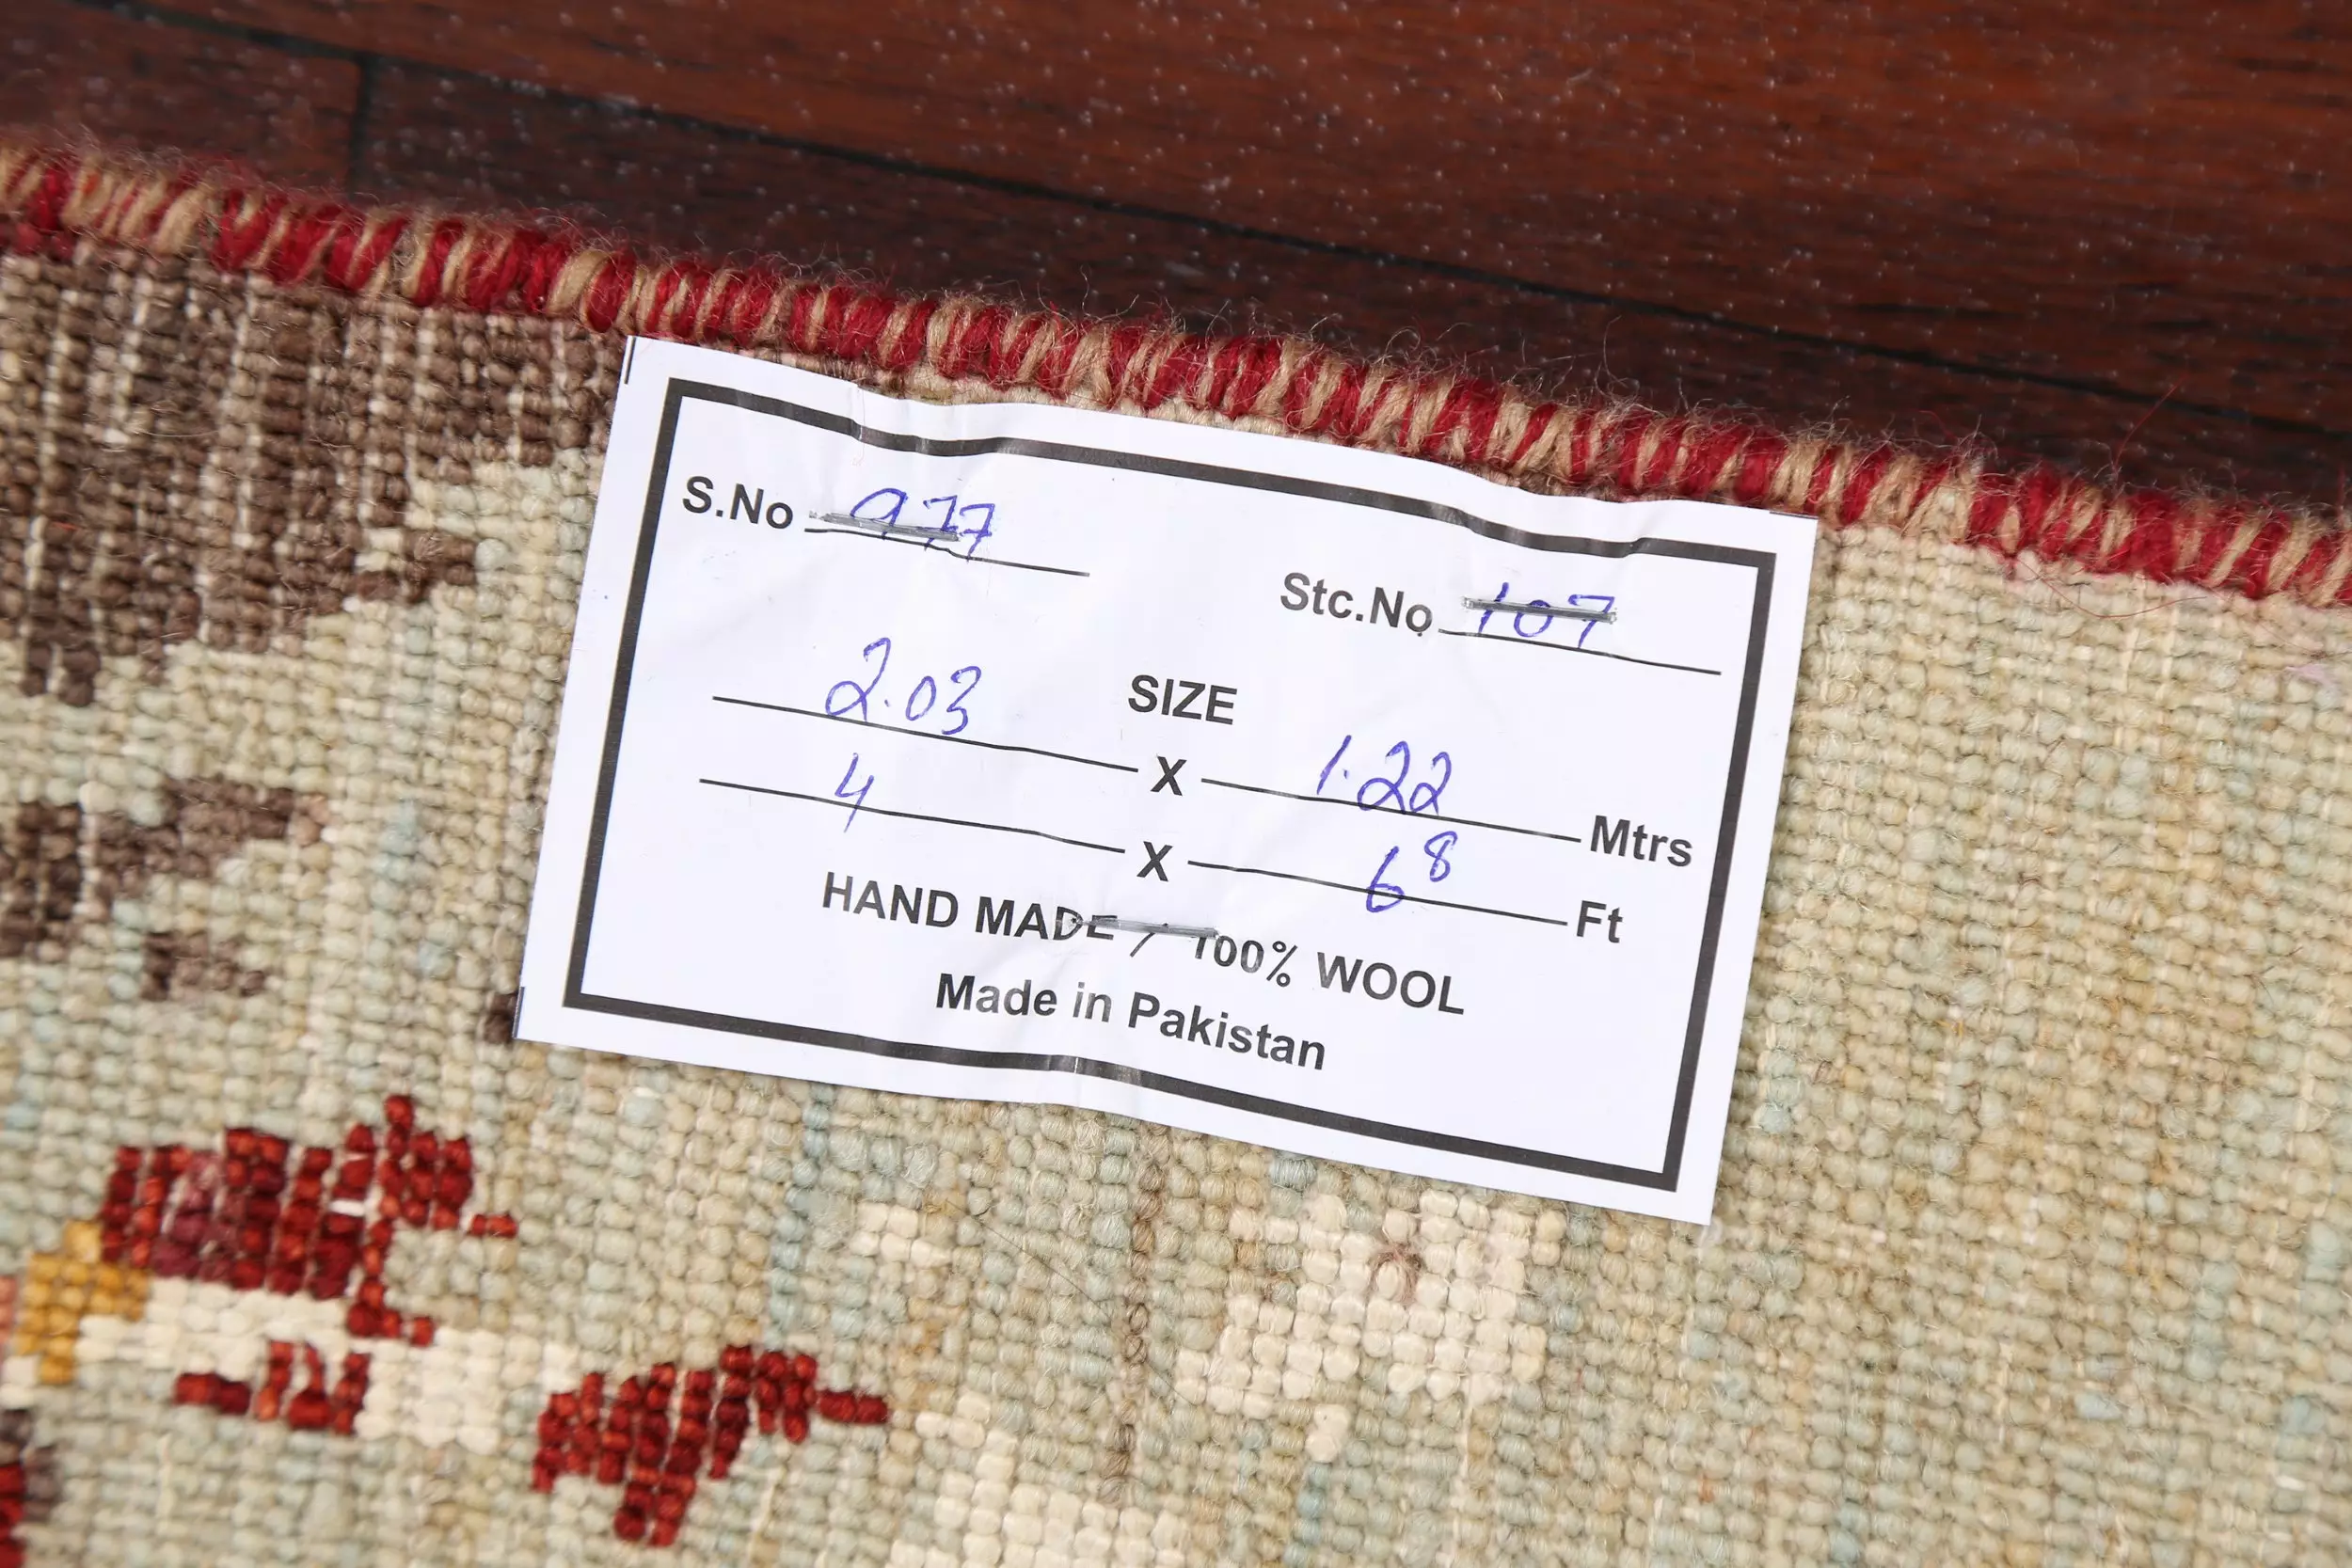 S.No 977
Stc.No 107
SIZE
2.03 X 1.22 Mtrs
4 X 6 8 Ft
HAND MADE / 100% WOOL
Made in Pakistan